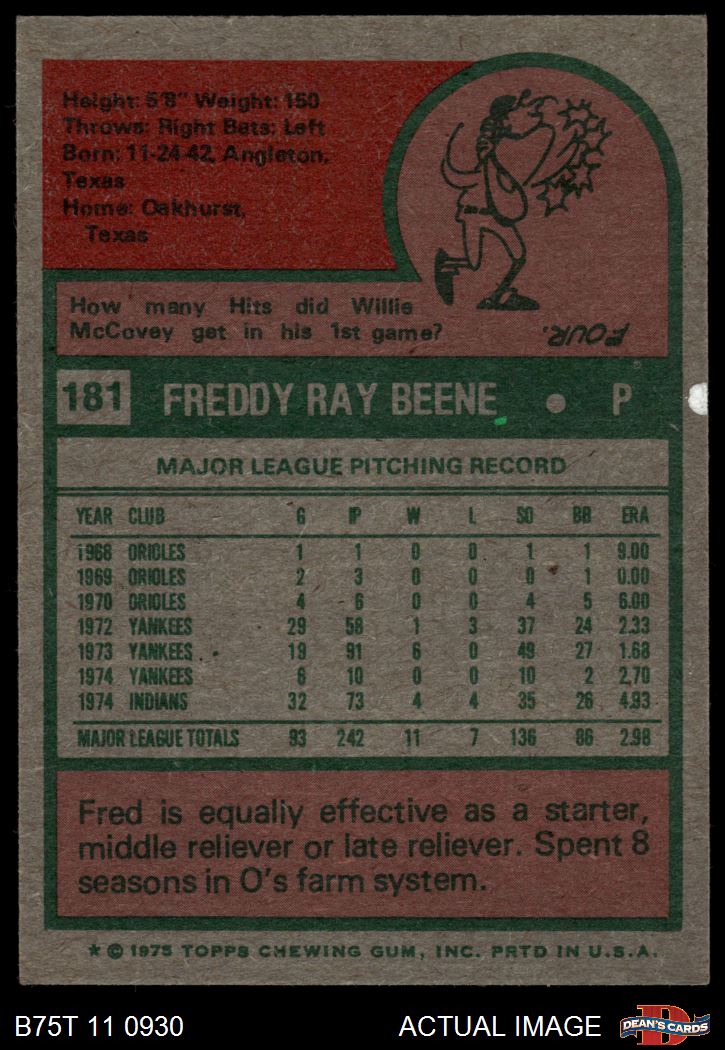 Height: 5'8" Weight: 150
Throws: Right Bats: Left
Born: 11-24-42, Angleton,
Texas
Home: Oakhurst,
Texas
How many Hits did Willie
McCovey get in his 1st game?
FOUR.
181 FREDDY RAY BEENE • P
MAJOR LEAGUE PITCHING RECORD
YEAR CLUB G IP W L SO BB ERA
1968 ORIOLES 1 1 0 0 1 1 9.00
1969 ORIOLES 2 3 0 0 0 1 0.00
1970 ORIOLES 4 6 0 0 4 5 6.00
1972 YANKEES 29 58 1 3 37 24 2.33
1973 YANKEES 19 91 6 0 49 27 1.68
1974 YANKEES 6 10 0 0 10 2 2.70
1974 INDIANS 32 73 4 4 35 26 4.93
MAJOR LEAGUE TOTALS 93 242 11 7 136 86 2.98
Fred is equally effective as a starter,
middle reliever or late reliever. Spent 8
seasons in O's farm system.
* © 1975 TOPPS CHEWING GUM, INC. PRTD IN U.S.A.
B75T 11 0930 ACTUAL IMAGE
DEAN'S CARDS